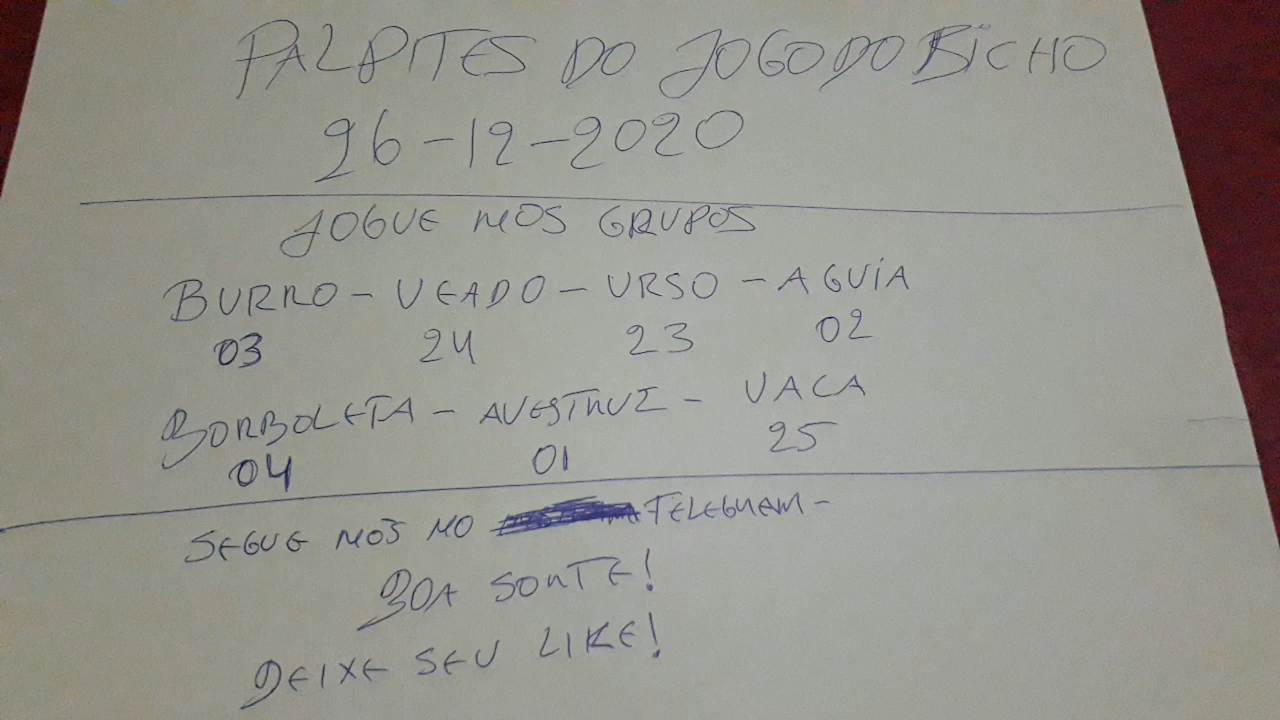 PALPITES DO JOGO DO BICHO
26-12-2020
JOGUE NOS GRUPOS
BURRO - VEADO - URSO - AGUIA
03 24 23 02
BORBOLETA - AVESTRUZ - VACA
04 01 25
SEGUE NOS NO TELEGRAM -
BOA SORTE!
DEIXE SEU LIKE!